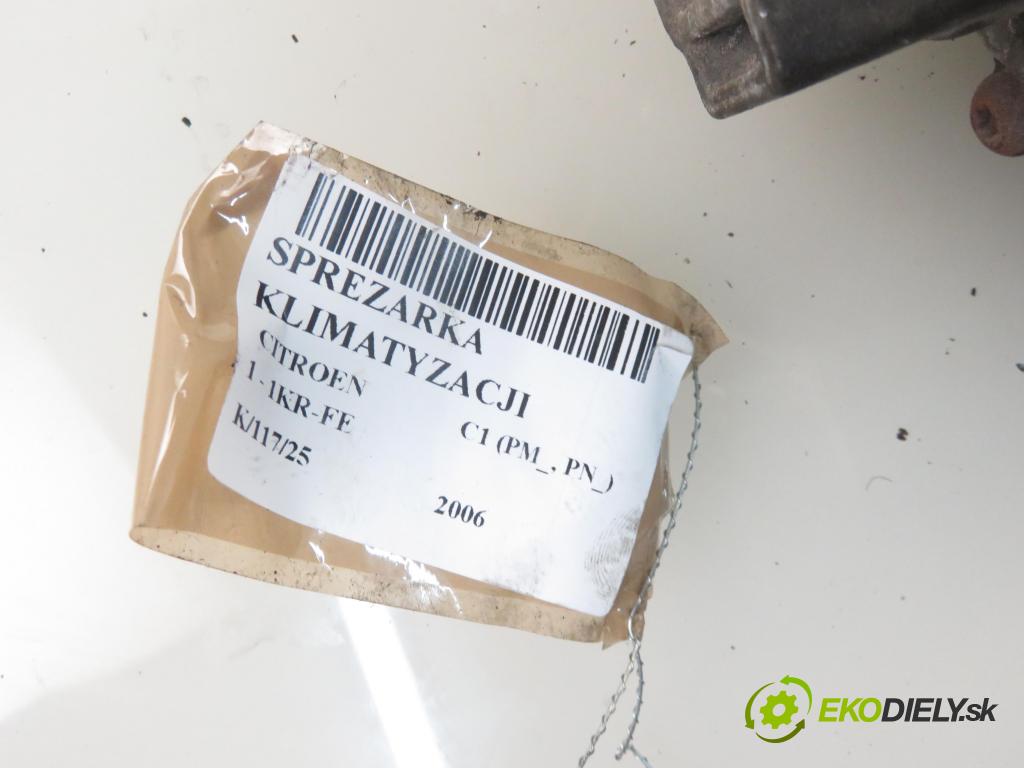 SPREZARKA
KLIMATYZACJI
CITROEN C1 (PM_, PN_)
1 -1KR-FE
K/117/25 2006
EKODIELY.sk